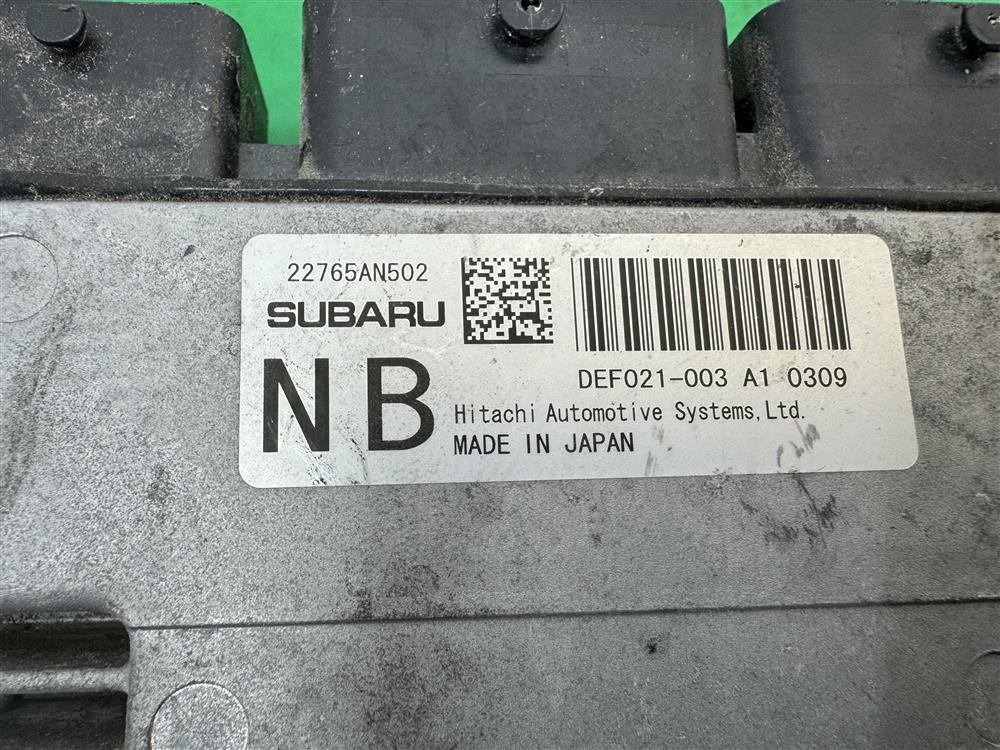 22765AN502
SUBARU
NB
DEF021-003 A1 0309
Hitachi Automotive Systems,Ltd.
MADE IN JAPAN